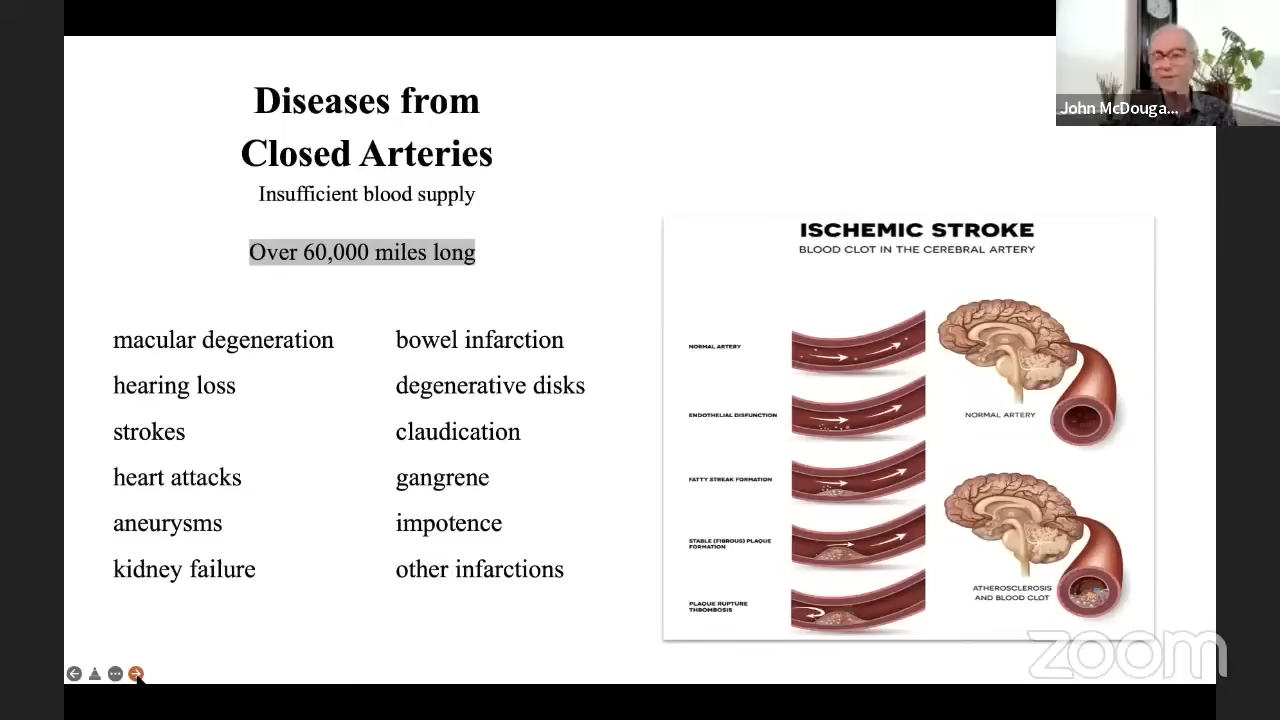 Diseases from
Closed Arteries
Insufficient blood supply
Over 60,000 miles long
macular degeneration
hearing loss
strokes
heart attacks
aneurysms
kidney failure
bowel infarction
degenerative disks
claudication
gangrene
impotence
other infarctions
ISCHEMIC STROKE
BLOOD CLOT IN THE CEREBRAL ARTERY
NORMAL ARTERY
ENDOTHELIAL DISFUNCTION
FATTY STREAK FORMATION
STABLE (FIBROUS) PLAQUE
FORMATION
PLAQUE RUPTURE
THROMBOSIS
NORMAL ARTERY
ATHEROSCLEROSIS
AND BLOOD CLOT
John McDouga...
zoom